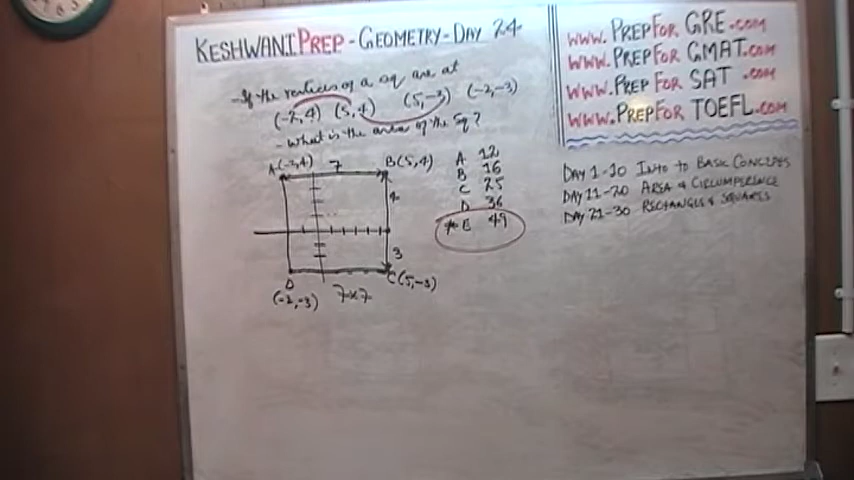 KESHWANI PREP - GEOMETRY - DAY 24
- If the vertices of a sq are at
(-2,4) (5,4) (5,-3) (-2,-3)
- What is the area of the sq?
A(-2,4) 7 B(5,4)
4
3
D C(5,-3)
(-2,-3) 7x7
A 12
B 16
C 25
D 36
* E 49
WWW. PREPFOR GRE.COM
WWW. PREPFOR GMAT.COM
WWW. PREPFOR SAT .COM
WWW. PREPFOR TOEFL.COM
DAY 1-10 INTO TO BASIC CONCEPTS
DAY 11-20 AREA & CIRCUMFERENCE
DAY 21-30 RECTANGLES & SQUARES